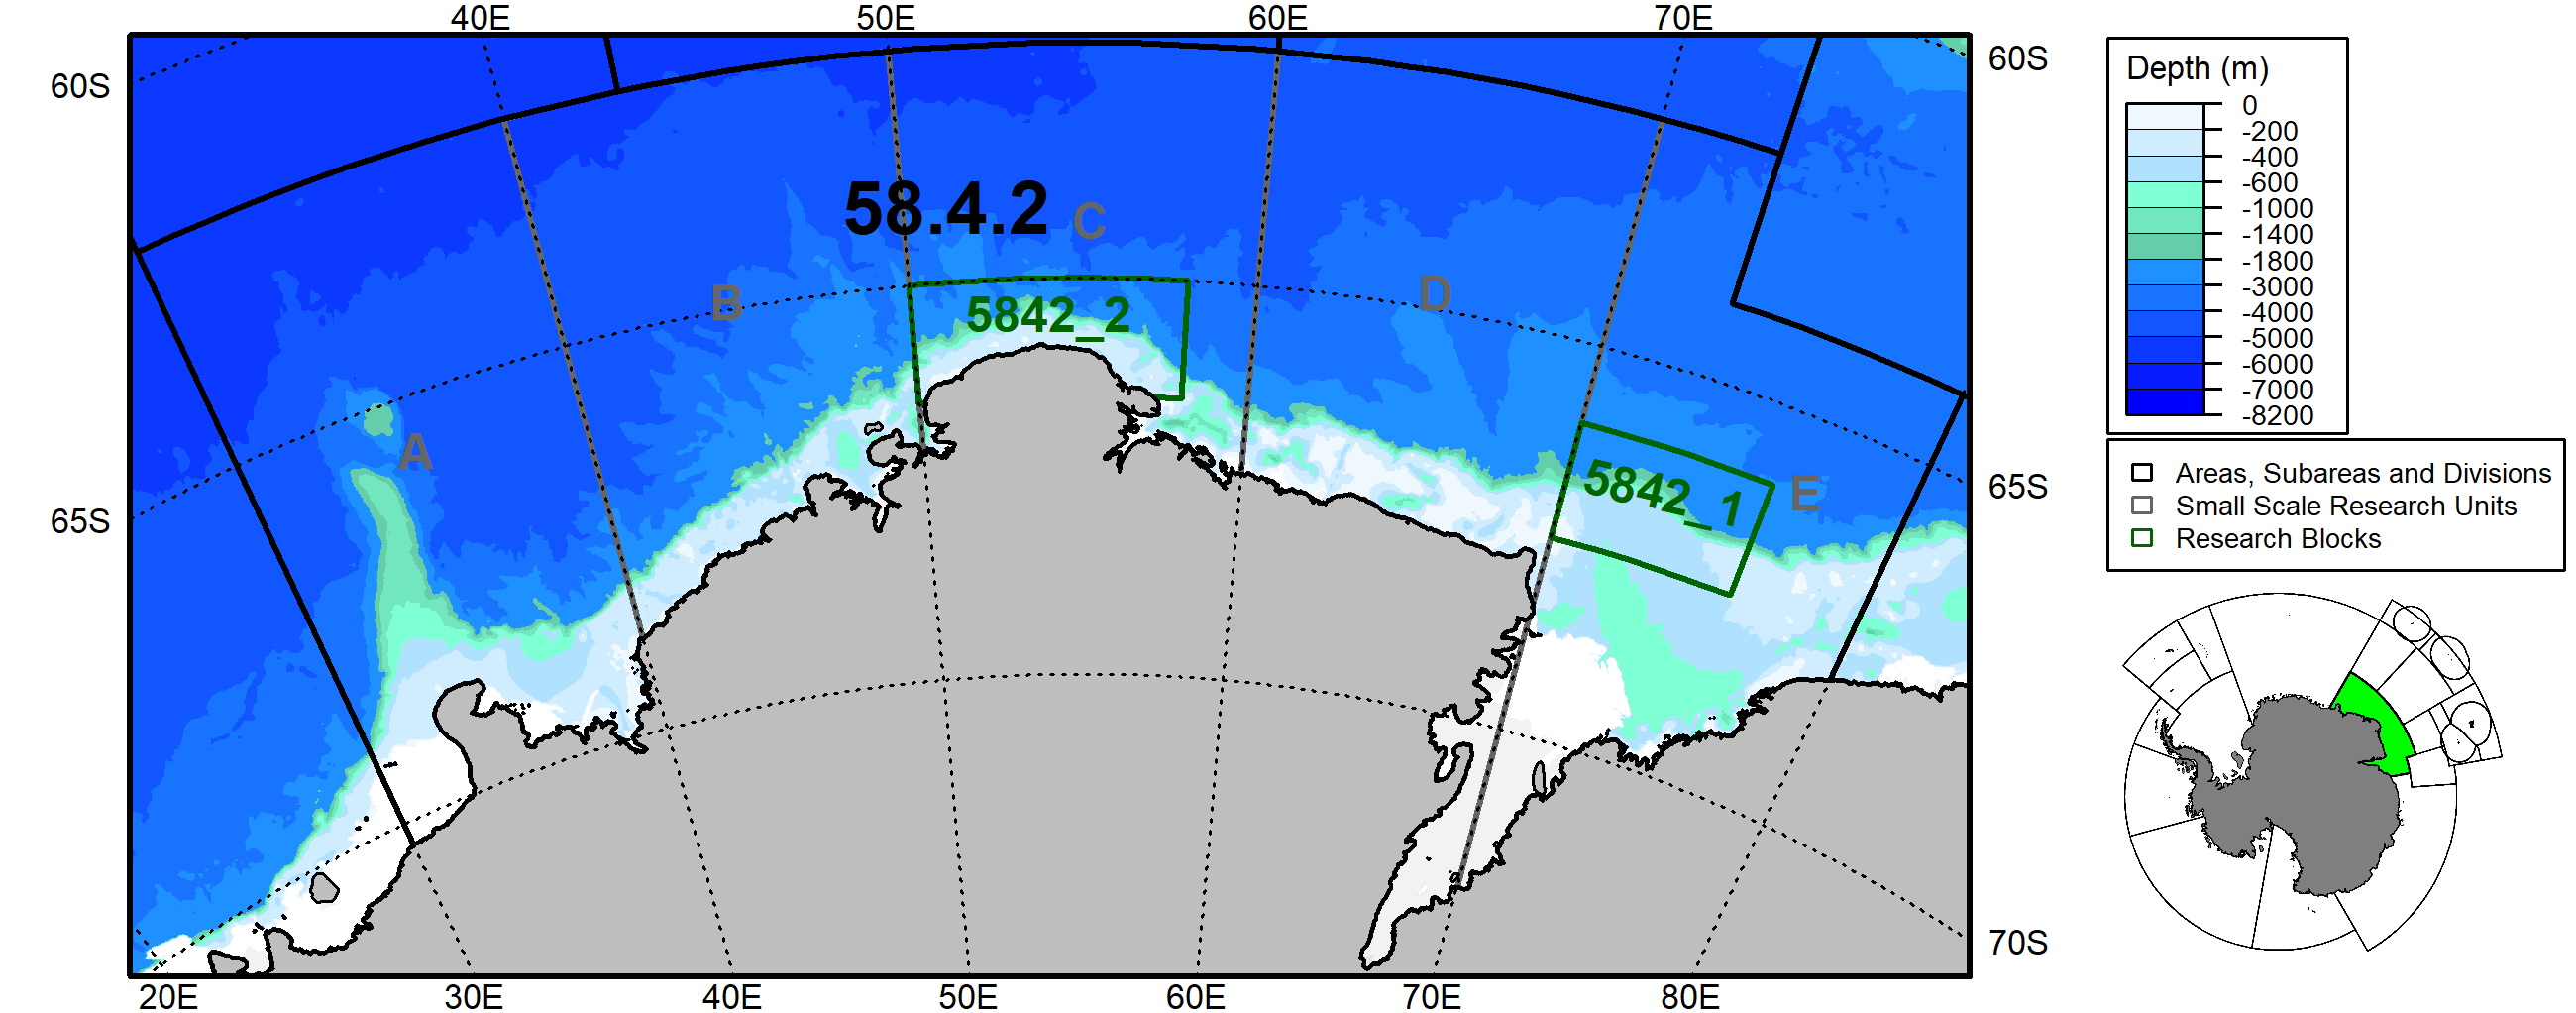 40E 50E 60E 70E
60S 60S
58.4.2 C
B 5842_2 D
A 5842_1 E
65S 65S
70S
20E 30E 40E 50E 60E 70E 80E
Depth (m)
0
-200
-400
-600
-1000
-1400
-1800
-3000
-4000
-5000
-6000
-7000
-8200
Areas, Subareas and Divisions
Small Scale Research Units
Research Blocks